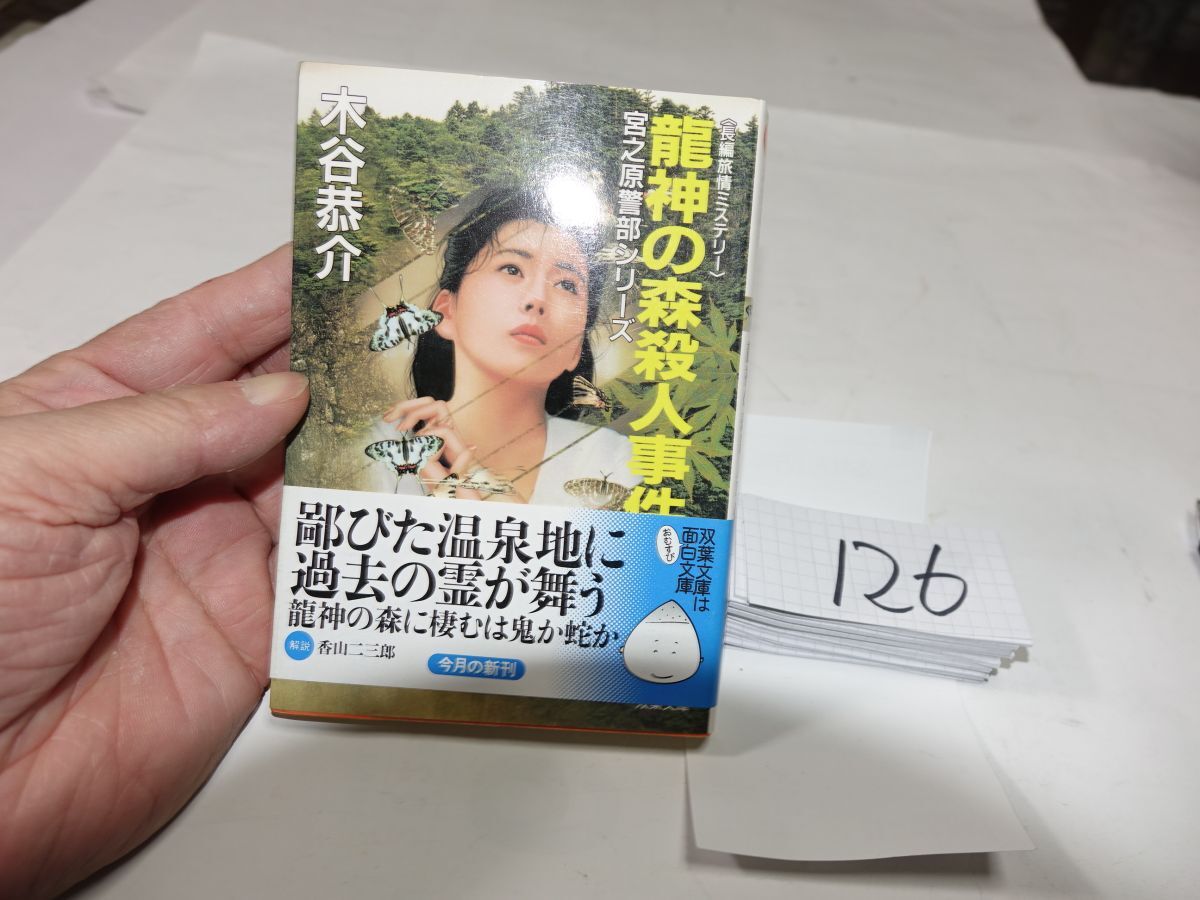 〈長編旅情ミステリー〉
龍神の森殺人事件
宮之原警部シリーズ
木谷恭介
鄙びた温泉地に
過去の霊が舞う
龍神の森に棲むは鬼か蛇か
解説 香山二三郎
今月の新刊
双葉文庫は
面白文庫
おむすび
126